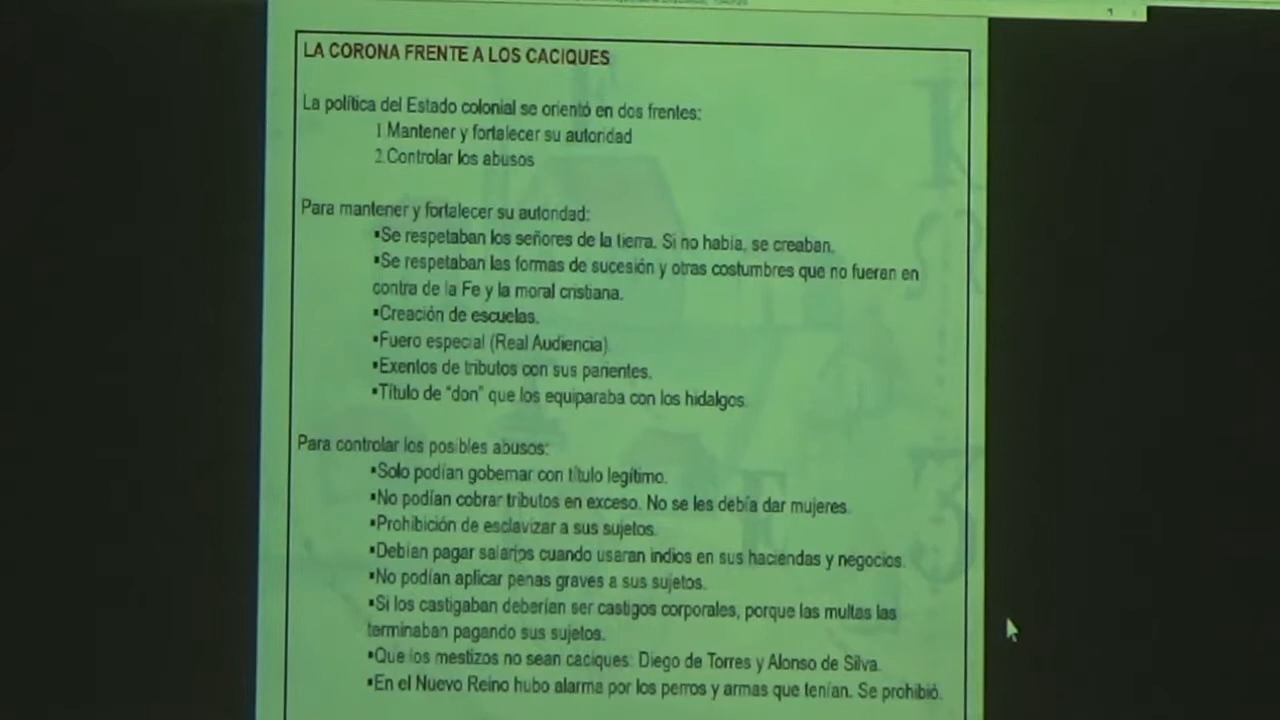 LA CORONA FRENTE A LOS CACIQUES
La política del Estado colonial se orientó en dos frentes:
1.Mantener y fortalecer su autoridad
2.Controlar los abusos
Para mantener y fortalecer su autoridad:
▪Se respetaban los señores de la tierra. Si no había, se creaban.
▪Se respetaban las formas de sucesión y otras costumbres que no fueran en
contra de la Fe y la moral cristiana.
▪Creación de escuelas.
▪Fuero especial (Real Audiencia).
▪Exentos de tributos con sus parientes.
▪Título de “don” que los equiparaba con los hidalgos.
Para controlar los posibles abusos:
▪Solo podían gobernar con título legítimo.
▪No podían cobrar tributos en exceso. No se les debía dar mujeres.
▪Prohibición de esclavizar a sus sujetos.
▪Debían pagar salarios cuando usaran indios en sus haciendas y negocios.
▪No podían aplicar penas graves a sus sujetos.
▪Si los castigaban deberían ser castigos corporales, porque las multas las
terminaban pagando sus sujetos.
▪Que los mestizos no sean caciques: Diego de Torres y Alonso de Silva.
▪En el Nuevo Reino hubo alarma por los perros y armas que tenían. Se prohibió.